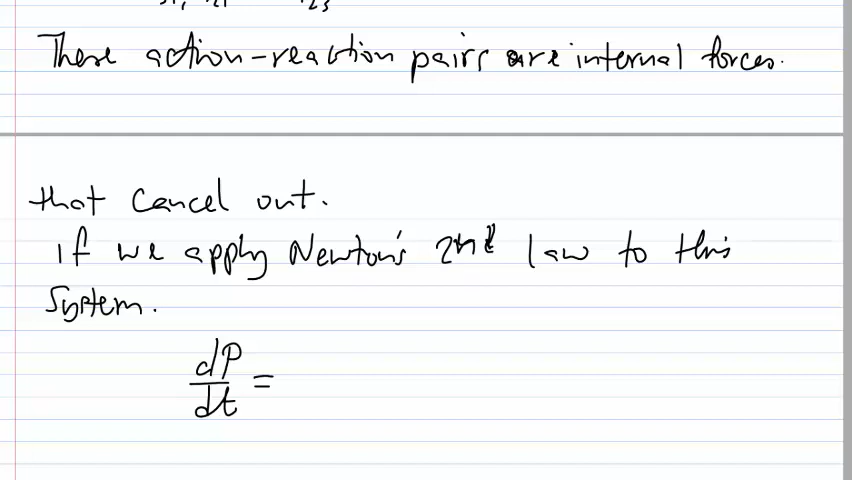 These action-reaction pairs are internal forces.
that cancel out.
If we apply Newton's 2nd law to this
system.
dP/dt =